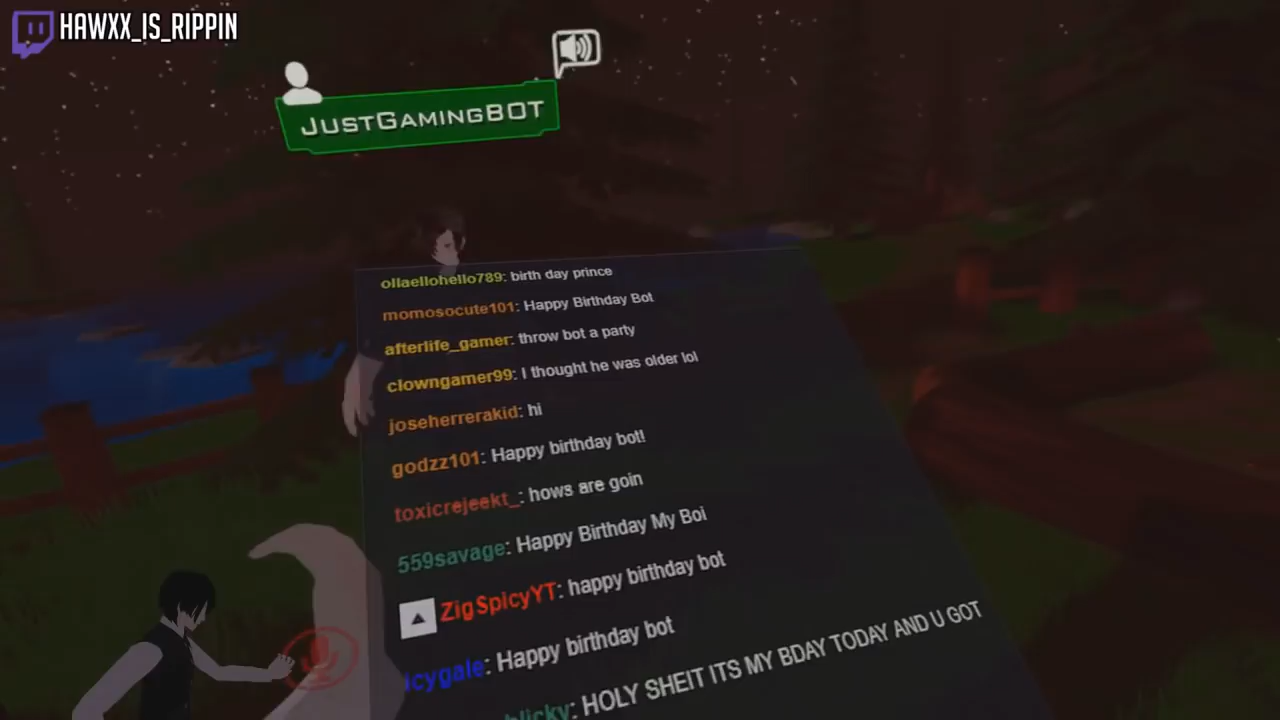 HAWXX_IS_RIPPIN
JUSTGAMINGBOT
ollaellohello789: birth day prince
momosocute101: Happy Birthday Bot
afterlife_gamer: throw bot a party
clowngamer99: I thought he was older lol
joseherrerakid: hi
godzz101: Happy birthday bot!
toxicrejeekt_: hows are goin
559savage: Happy Birthday My Boi
ZigSpicyYT: happy birthday bot
icygale: Happy birthday bot
blicky: HOLY SHEIT ITS MY BDAY TODAY AND U GOT